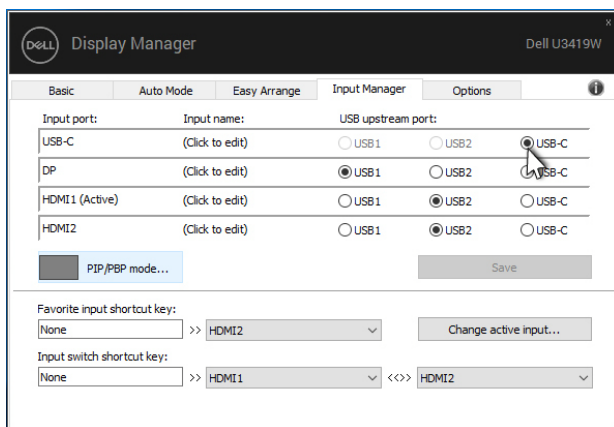 x
DELL Display Manager Dell U3419W
Basic Auto Mode Easy Arrange Input Manager Options i
Input port: Input name: USB upstream port:
USB-C (Click to edit) USB1 USB2 USB-C
DP (Click to edit) USB1 USB2 USB-C
HDMI1 (Active) (Click to edit) USB1 USB2 USB-C
HDMI2 (Click to edit) USB1 USB2 USB-C
PIP/PBP mode... Save
Favorite input shortcut key:
None >> HDMI2 Change active input...
Input switch shortcut key:
None >> HDMI1 <<>> HDMI2